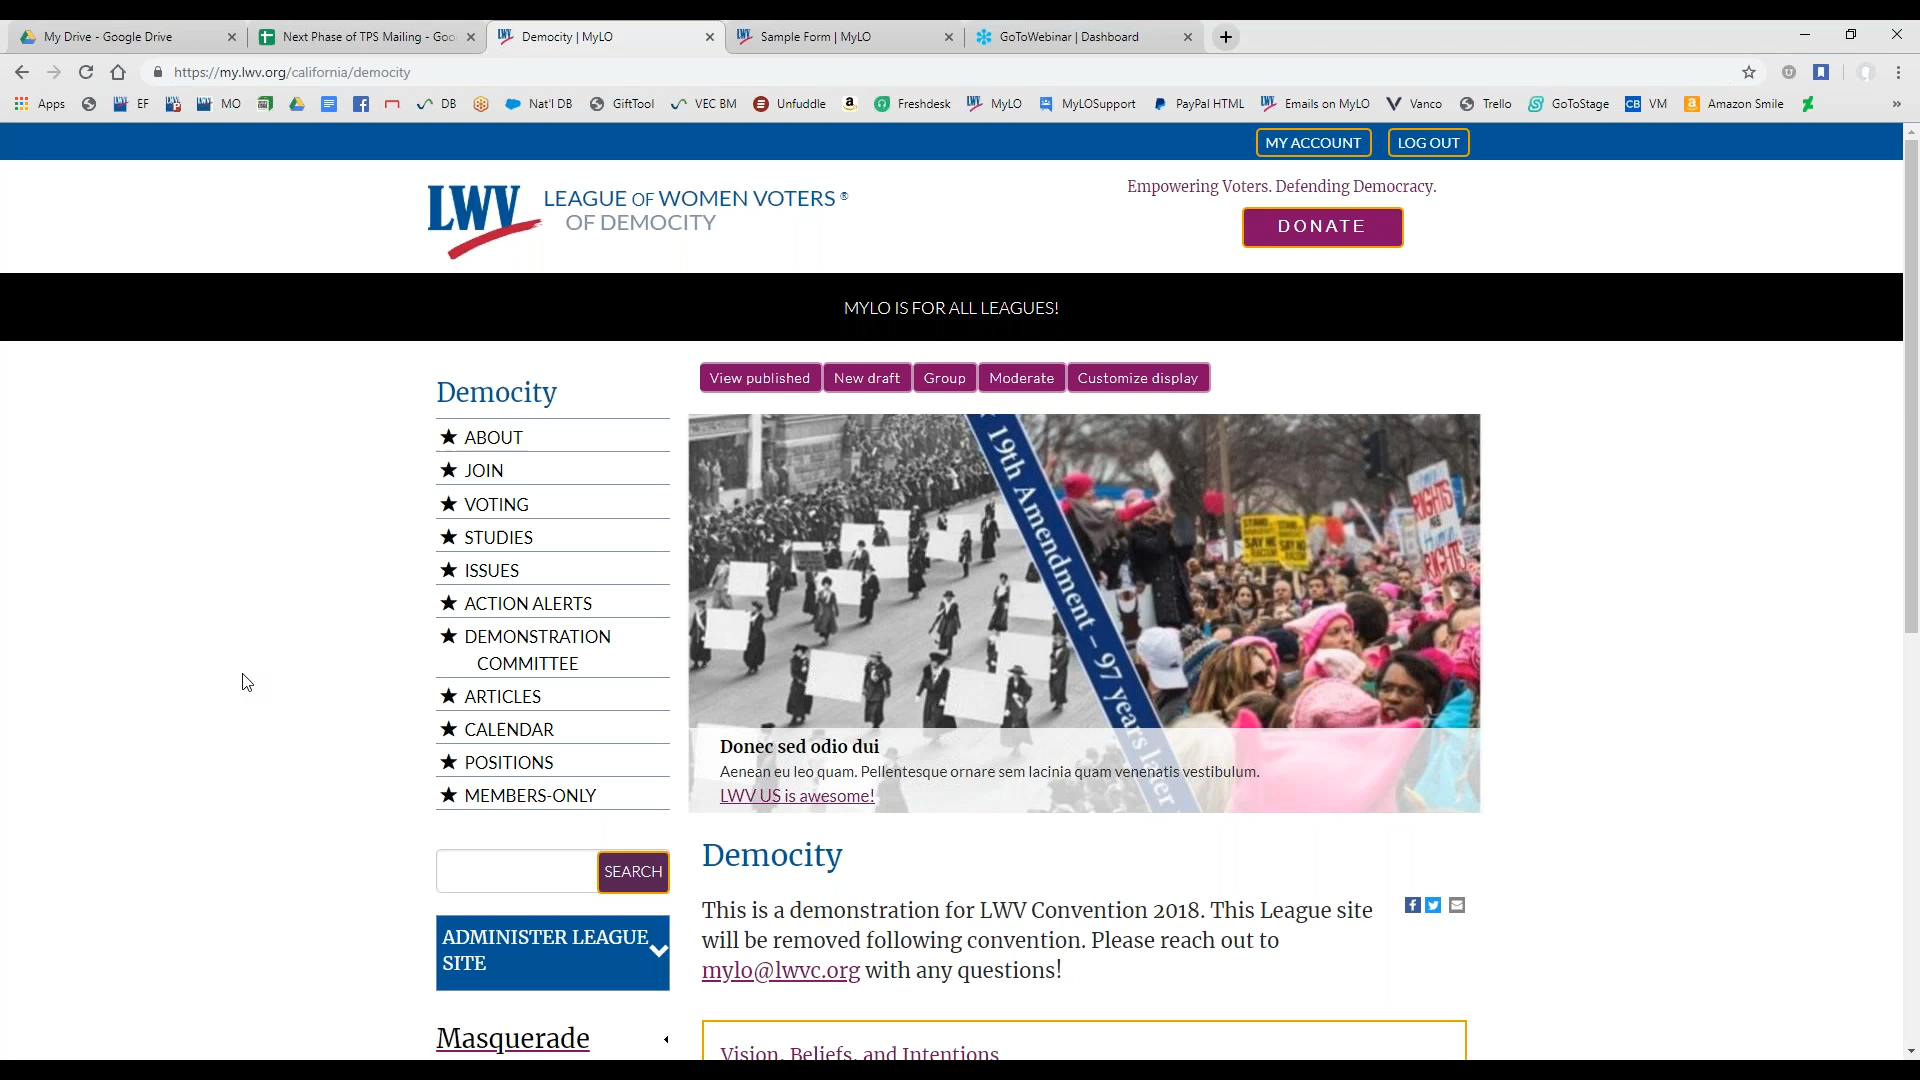 My Drive - Google Drive
Next Phase of TPS Mailing - Goo
Democity | MyLO
Sample Form | MyLO
GoToWebinar | Dashboard
https://my.lwv.org/california/democity
Apps
EF
MO
DB
Nat'l DB
GiftTool
VEC BM
Unfuddle
Freshdesk
MyLO
MyLOSupport
PayPal HTML
Emails on MyLO
Vanco
Trello
GoToStage
CB VM
Amazon Smile
MY ACCOUNT
LOG OUT
LWV
LEAGUE OF WOMEN VOTERS ®
OF DEMOCITY
Empowering Voters. Defending Democracy.
DONATE
MYLO IS FOR ALL LEAGUES!
View published
New draft
Group
Moderate
Customize display
Democity
★ ABOUT
★ JOIN
★ VOTING
★ STUDIES
★ ISSUES
★ ACTION ALERTS
★ DEMONSTRATION
COMMITTEE
★ ARTICLES
★ CALENDAR
★ POSITIONS
★ MEMBERS-ONLY
SEARCH
ADMINISTER LEAGUE
SITE
Masquerade
19th Amendment – 97 years later
RIGHTS
RIGHTS
Donec sed odio dui
Aenean eu leo quam. Pellentesque ornare sem lacinia quam venenatis vestibulum.
LWV US is awesome!
Democity
This is a demonstration for LWV Convention 2018. This League site
will be removed following convention. Please reach out to
mylo@lwvc.org with any questions!
Vision, Beliefs, and Intentions